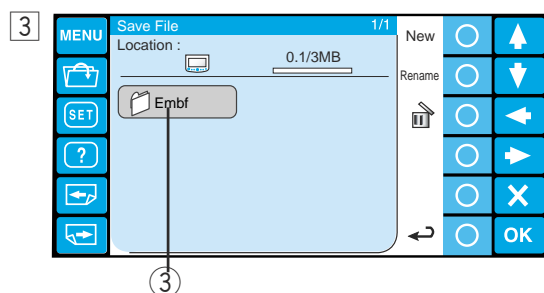 3
MENU
Save File 1/1
Location :
0.1/3MB
New
Rename
Embf
SET
?
X
OK
3